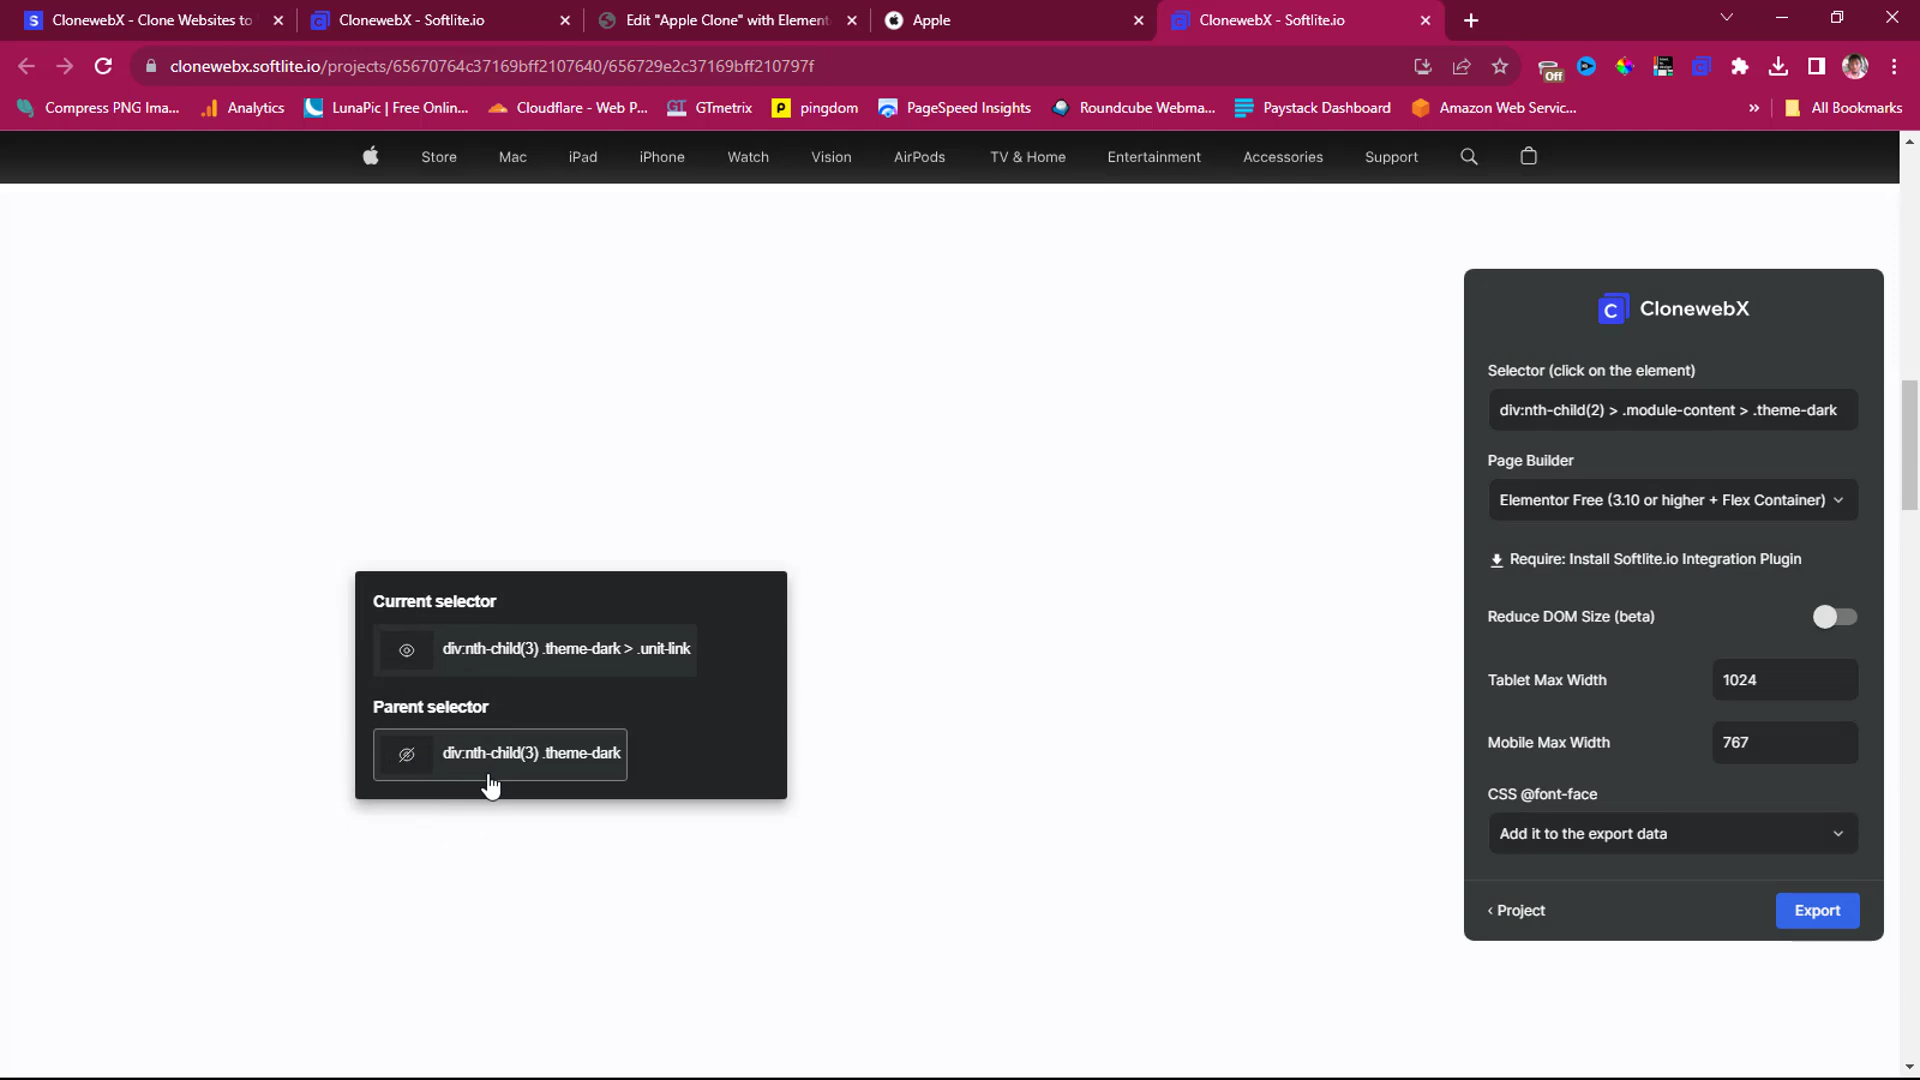 ClonewebX - Clone Websites to
ClonewebX - Softlite.io
Edit "Apple Clone" with Element
Apple
ClonewebX - Softlite.io
clonewebx.softlite.io/projects/65670764c37169bff2107640/656729e2c37169bff210797f
Off
Compress PNG Ima...
Analytics
LunaPic | Free Onlin...
Cloudflare - Web P...
GTmetrix
pingdom
PageSpeed Insights
Roundcube Webma...
Paystack Dashboard
Amazon Web Servic...
All Bookmarks
Store
Mac
iPad
iPhone
Watch
Vision
AirPods
TV & Home
Entertainment
Accessories
Support
ClonewebX
Selector (click on the element)
div:nth-child(2) > .module-content > .theme-dark
Page Builder
Elementor Free (3.10 or higher + Flex Container)
Require: Install Softlite.io Integration Plugin
Reduce DOM Size (beta)
Tablet Max Width
1024
Mobile Max Width
767
CSS @font-face
Add it to the export data
‹ Project
Export
Current selector
div:nth-child(3) .theme-dark > .unit-link
Parent selector
div:nth-child(3) .theme-dark